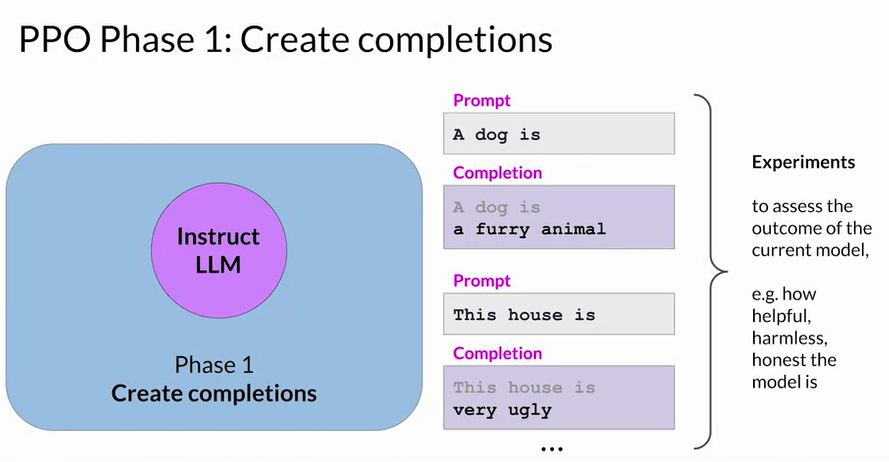 PPO Phase 1: Create completions
Instruct
LLM
Phase 1
Create completions
Prompt
A dog is
Completion
A dog is
a furry animal
Prompt
This house is
Completion
This house is
very ugly
...
Experiments
to assess the
outcome of the
current model,
e.g. how
helpful,
harmless,
honest the
model is